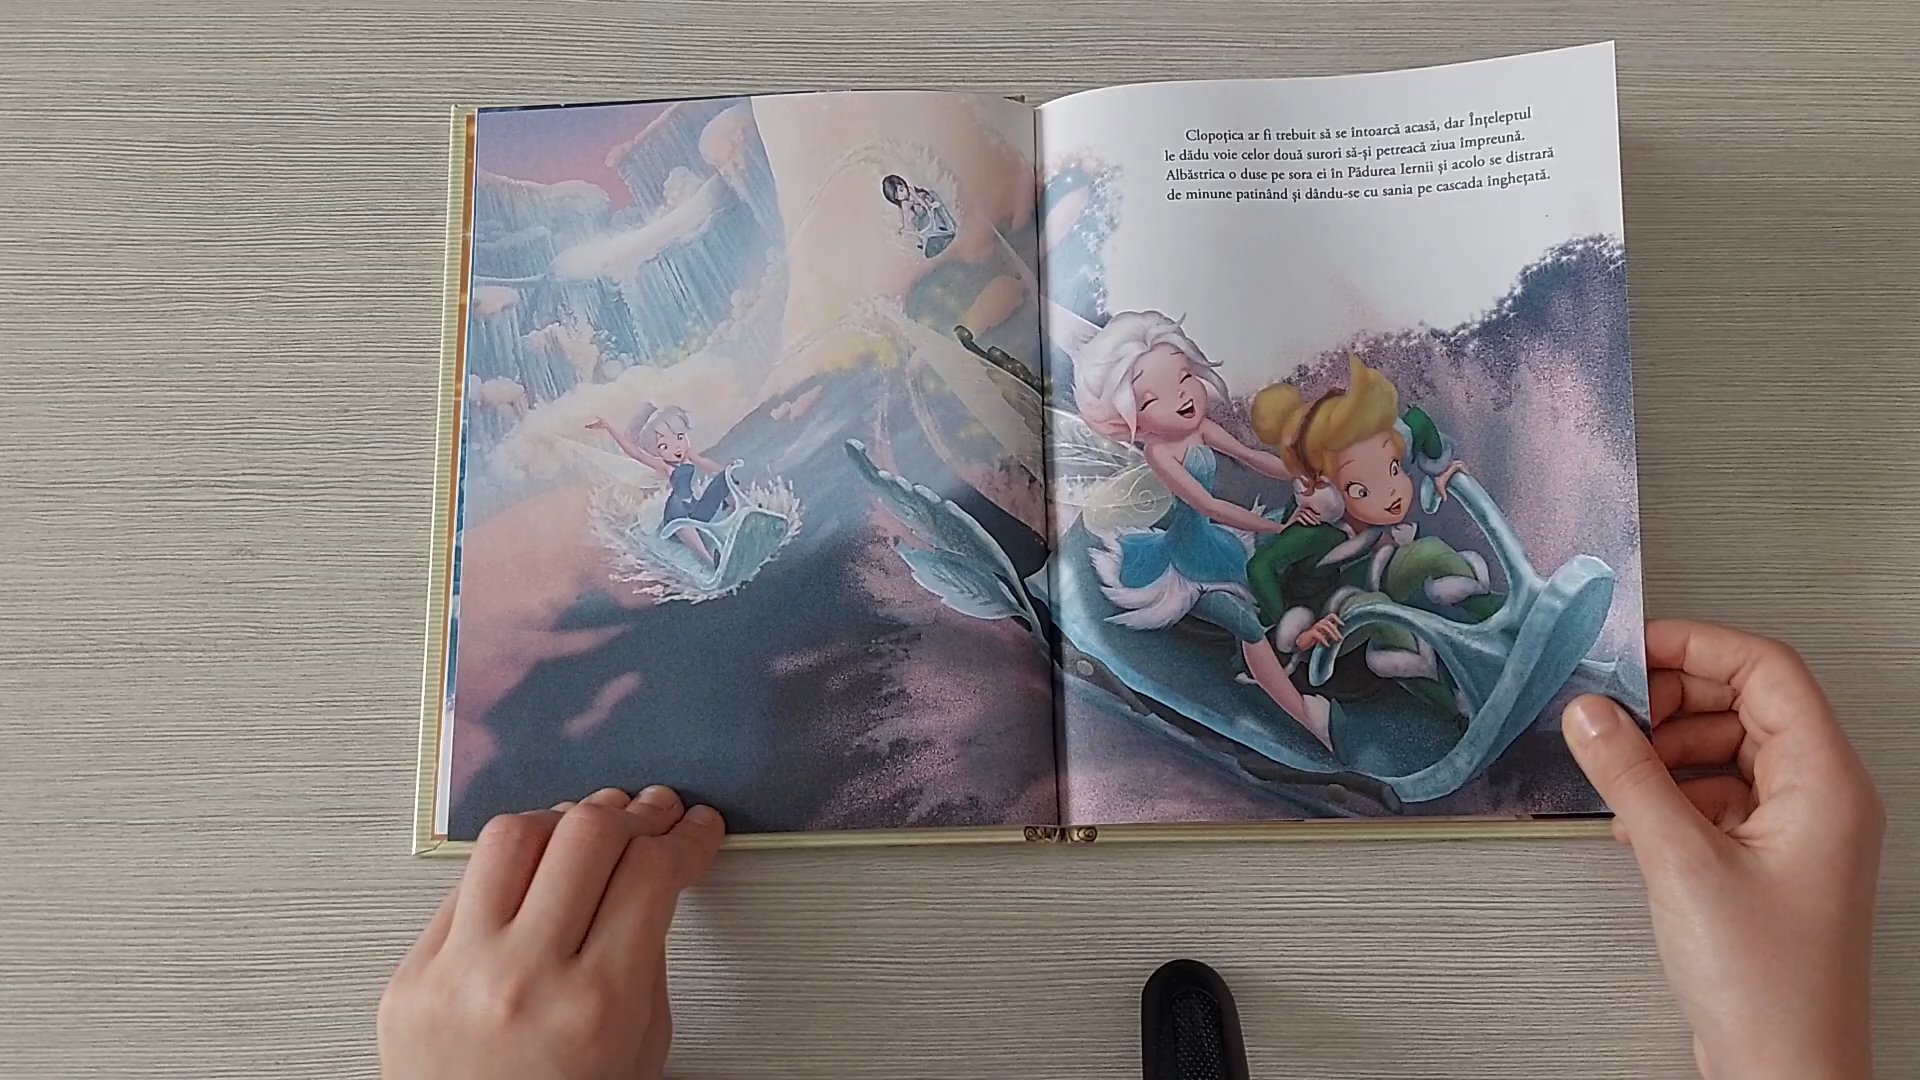 Clopoțica ar fi trebuit să se întoarcă acasă, dar Înțeleptul
le dădu voie celor două surori să-și petreacă ziua împreună.
Albăstrica o duse pe sora ei în Pădurea Iernii și acolo se distrară
de minune patinând și dându-se cu sania pe cascada înghețată.